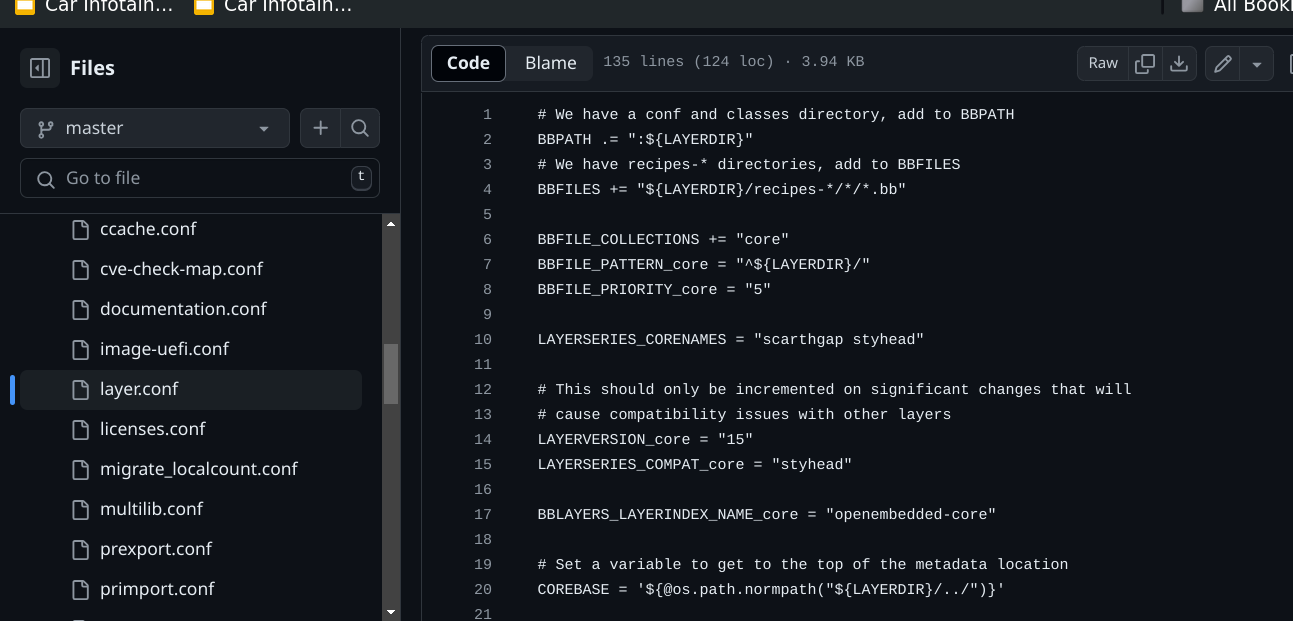 Car Infotain... Car Infotain...
All Book
Files
master
Go to file
t
ccache.conf
cve-check-map.conf
documentation.conf
image-uefi.conf
layer.conf
licenses.conf
migrate_localcount.conf
multilib.conf
prexport.conf
primport.conf
Code Blame 135 lines (124 loc) · 3.94 KB Raw
1 # We have a conf and classes directory, add to BBPATH
2 BBPATH .= ":${LAYERDIR}"
3 # We have recipes-* directories, add to BBFILES
4 BBFILES += "${LAYERDIR}/recipes-*/*/*.bb"
5
6 BBFILE_COLLECTIONS += "core"
7 BBFILE_PATTERN_core = "^${LAYERDIR}/"
8 BBFILE_PRIORITY_core = "5"
9
10 LAYERSERIES_CORENAMES = "scarthgap styhead"
11
12 # This should only be incremented on significant changes that will
13 # cause compatibility issues with other layers
14 LAYERVERSION_core = "15"
15 LAYERSERIES_COMPAT_core = "styhead"
16
17 BBLAYERS_LAYERINDEX_NAME_core = "openembedded-core"
18
19 # Set a variable to get to the top of the metadata location
20 COREBASE = '${@os.path.normpath("${LAYERDIR}/../")}'
21